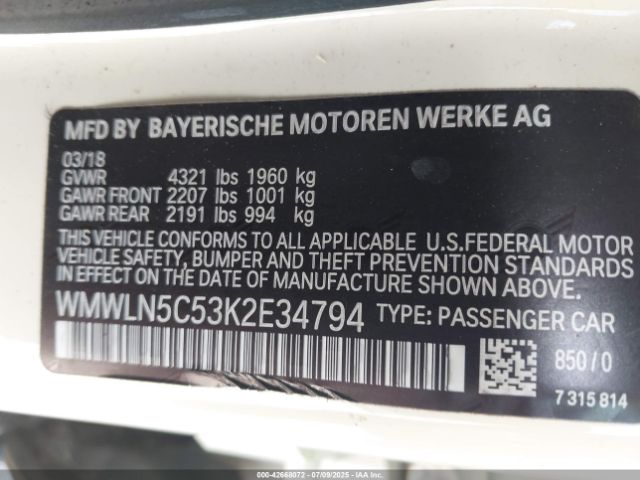 MFD BY BAYERISCHE MOTOREN WERKE AG
03/18
GVWR 4321 lbs 1960 kg
GAWR FRONT 2207 lbs 1001 kg
GAWR REAR 2191 lbs 994 kg
THIS VEHICLE CONFORMS TO ALL APPLICABLE U.S.FEDERAL MOTOR
VEHICLE SAFETY, BUMPER AND THEFT PREVENTION STANDARDS
IN EFFECT ON THE DATE OF MANUFACTURE SHOWN ABOVE.
WMWLN5C53K2E34794 TYPE: PASSENGER CAR
850/0
7 315 814
© STOCK#: ~42668072 - 07/09/2025 - IAAI.COM